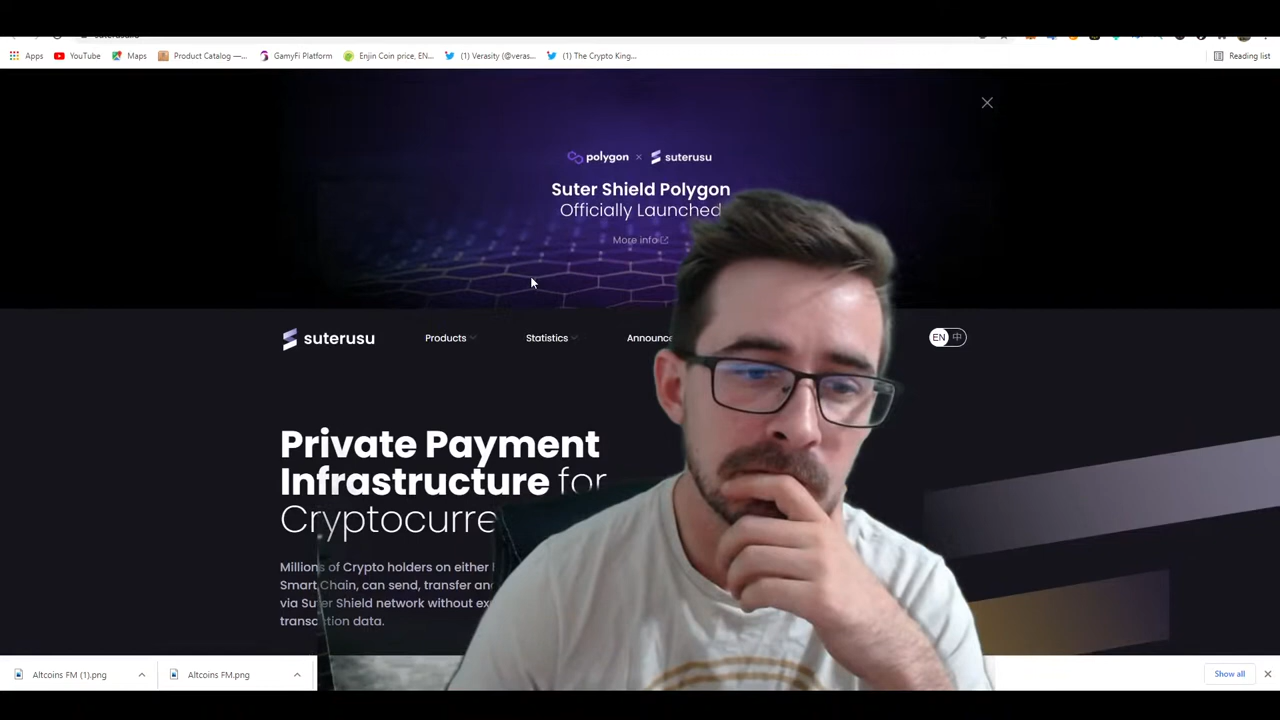 Apps YouTube Maps Product Catalog —... GamyFi Platform Enjin Coin price, EN... (1) Verasity (@veras... (1) The Crypto King... Reading list
polygon × suterusu
Suter Shield Polygon
Officially Launched
More info
suterusu Products Statistics Announce EN 中
Private Payment
Infrastructure for
Cryptocurre
Millions of Crypto holders on either
Smart Chain, can send, transfer and
via Suter Shield network without ex
transaction data.
Altcoins FM (1).png Altcoins FM.png Show all